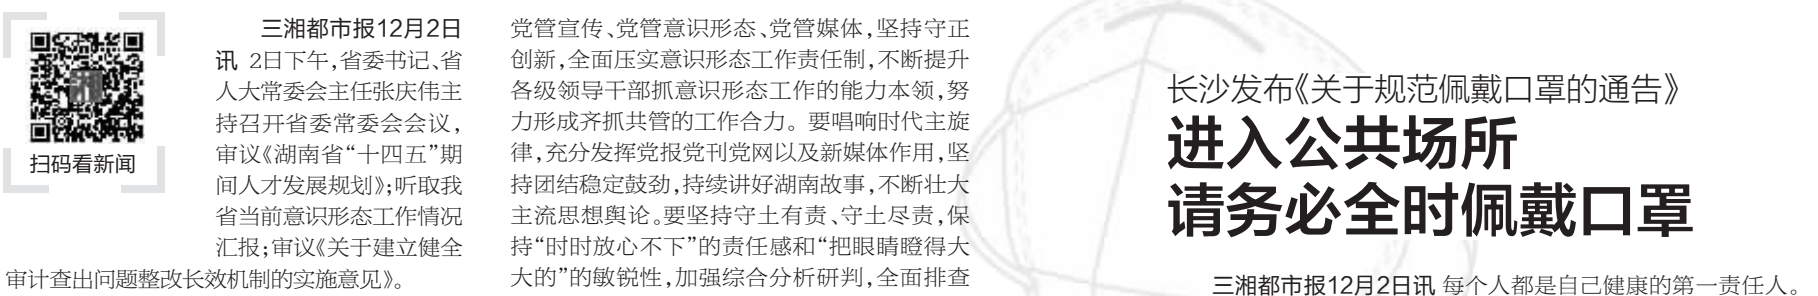 扫码看新闻
三湘都市报12月2日
讯 2日下午,省委书记、省
人大常委会主任张庆伟主
持召开省委常委会会议,
审议《湖南省“十四五”期
间人才发展规划》;听取我
省当前意识形态工作情况
汇报;审议《关于建立健全
审计查出问题整改长效机制的实施意见》。
党管宣传、党管意识形态、党管媒体,坚持守正
创新,全面压实意识形态工作责任制,不断提升
各级领导干部抓意识形态工作的能力本领,努
力形成齐抓共管的工作合力。要唱响时代主旋
律,充分发挥党报党刊党网以及新媒体作用,坚
持团结稳定鼓劲,持续讲好湖南故事,不断壮大
主流思想舆论。要坚持守土有责、守土尽责,保
持“时时放心不下”的责任感和“把眼睛瞪得大
大的”的敏锐性,加强综合分析研判,全面排查
长沙发布《关于规范佩戴口罩的通告》
进入公共场所
请务必全时佩戴口罩
三湘都市报12月2日讯 每个人都是自己健康的第一责任人。